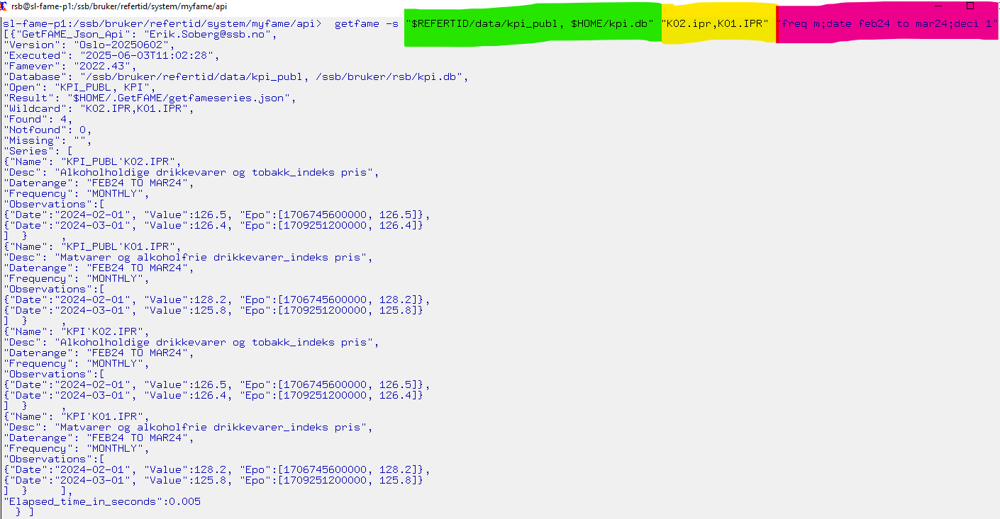 rsb@sl-fame-p1:/ssb/bruker/refertid/system/myfame/api
sl-fame-p1:/ssb/bruker/refertid/system/myfame/api>  getfame -s "$REFERTID/data/kpi_publ, $HOME/kpi.db" "K02.ipr,K01.IPR" "freq m;date feb24 to mar24;deci 1"
[{"GetFAME_Json_Api": "Erik.Soberg@ssb.no",
"Version": "Oslo-20250602",
"Executed": "2025-06-03T11:02:28",
"Famever": "2022.43",
"Database": "/ssb/bruker/refertid/data/kpi_publ, /ssb/bruker/rsb/kpi.db",
"Open": "KPI_PUBL, KPI",
"Result": "$HOME/.GetFAME/getfameseries.json",
"Wildcard": "K02.IPR,K01.IPR",
"Found": 4,
"Notfound": 0,
"Missing": "",
"Series": [
{"Name": "KPI_PUBL'K02.IPR",
"Desc": "Alkoholholdige drikkevarer og tobakk_indeks pris",
"Daterange": "FEB24 TO MAR24",
"Frequency": "MONTHLY",
"Observations":[
{"Date":"2024-02-01", "Value":126.5, "Epo":[1706745600000, 126.5]},
{"Date":"2024-03-01", "Value":126.4, "Epo":[1709251200000, 126.4]}
]  }      ,
{"Name": "KPI_PUBL'K01.IPR",
"Desc": "Matvarer og alkoholfrie drikkevarer_indeks pris",
"Daterange": "FEB24 TO MAR24",
"Frequency": "MONTHLY",
"Observations":[
{"Date":"2024-02-01", "Value":128.2, "Epo":[1706745600000, 128.2]},
{"Date":"2024-03-01", "Value":125.8, "Epo":[1709251200000, 125.8]}
]  }      ,
{"Name": "KPI'K02.IPR",
"Desc": "Alkoholholdige drikkevarer og tobakk_indeks pris",
"Daterange": "FEB24 TO MAR24",
"Frequency": "MONTHLY",
"Observations":[
{"Date":"2024-02-01", "Value":126.5, "Epo":[1706745600000, 126.5]},
{"Date":"2024-03-01", "Value":126.4, "Epo":[1709251200000, 126.4]}
]  }      ,
{"Name": "KPI'K01.IPR",
"Desc": "Matvarer og alkoholfrie drikkevarer_indeks pris",
"Daterange": "FEB24 TO MAR24",
"Frequency": "MONTHLY",
"Observations":[
{"Date":"2024-02-01", "Value":128.2, "Epo":[1706745600000, 128.2]},
{"Date":"2024-03-01", "Value":125.8, "Epo":[1709251200000, 125.8]}
]  }      ],
"Elapsed_time_in_seconds":0.005
  } ]